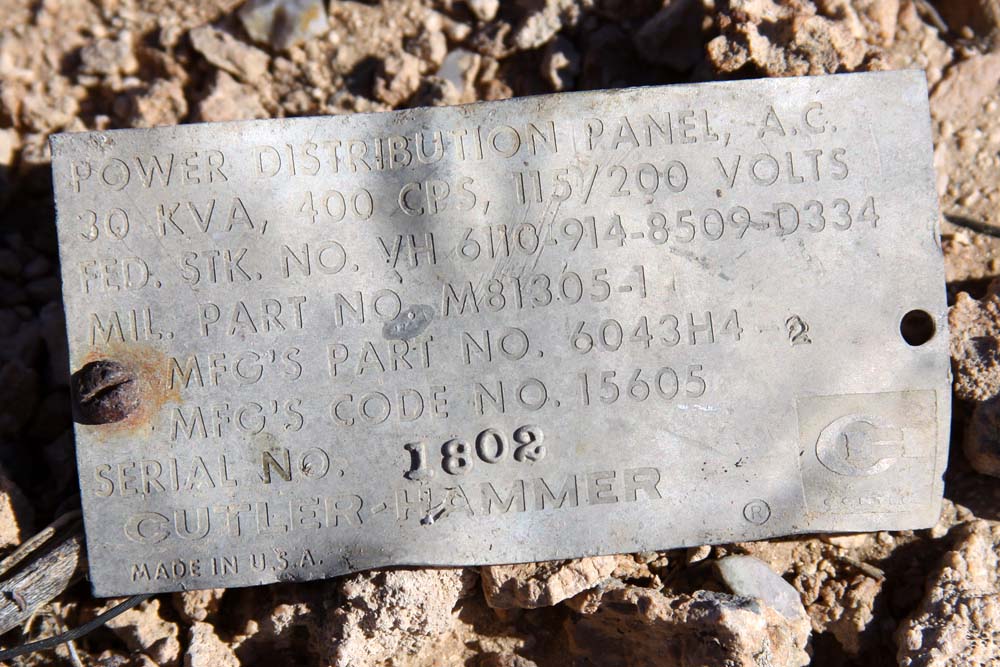 POWER DISTRIBUTION PANEL, A.C.
30 KVA, 400 CPS, 115/200 VOLTS
FED. STK. NO. YH 6110-914-8509-D334
MIL. PART NO. M81305-1
MFG'S PART NO. 6043H4-2
MFG'S CODE NO. 15605
SERIAL NO. 1802
CUTLER-HAMMER ®
MADE IN U.S.A.